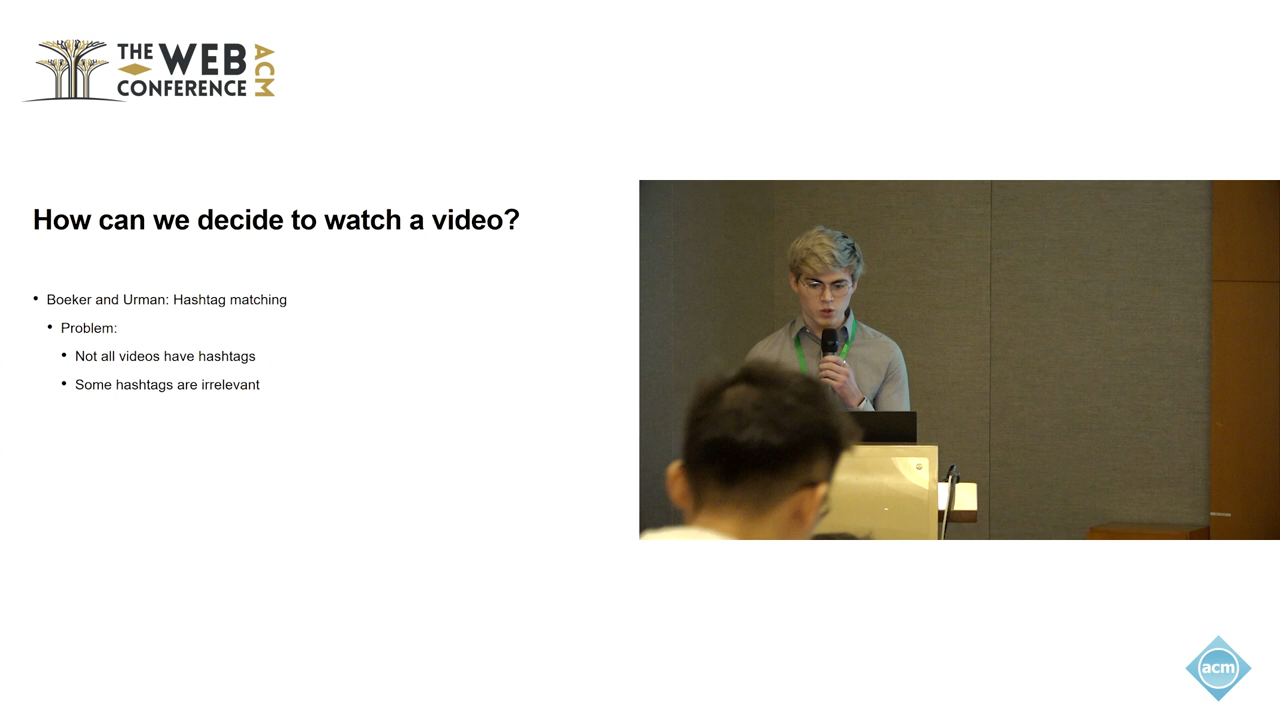 THE WEB
CONFERENCE
ACM
How can we decide to watch a video?
• Boeker and Urman: Hashtag matching
• Problem:
• Not all videos have hashtags
• Some hashtags are irrelevant
acm